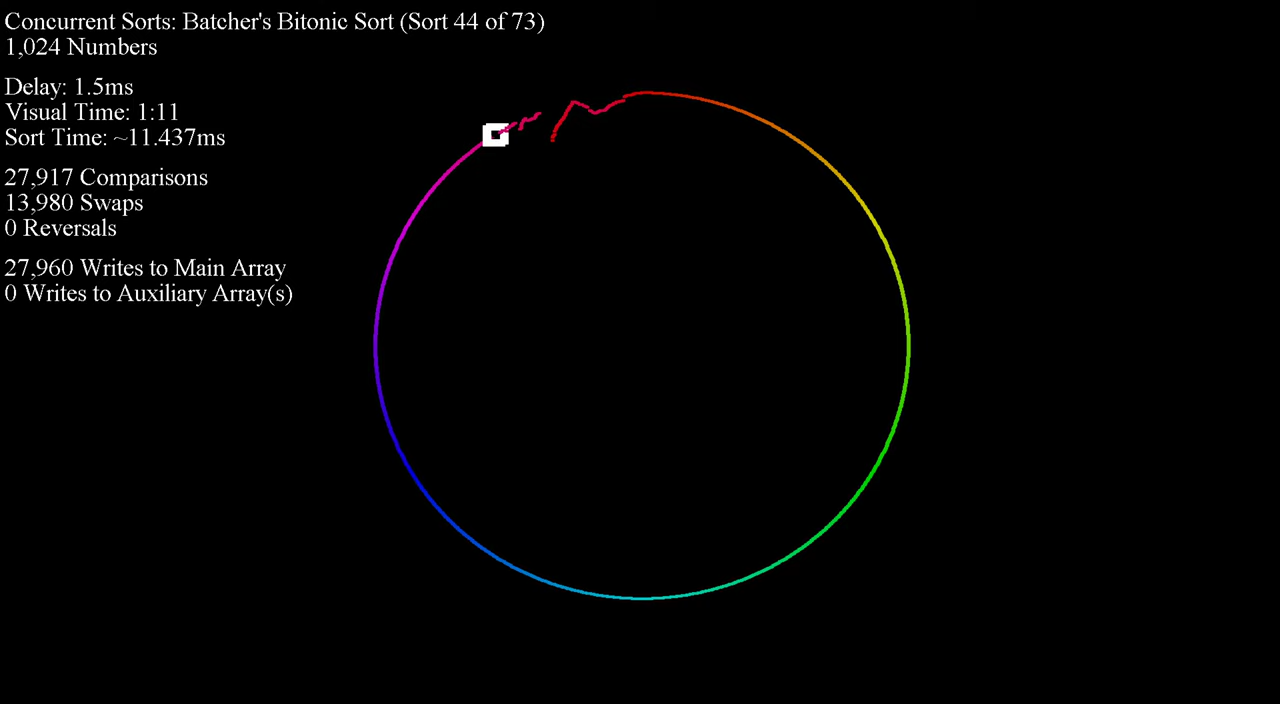 Concurrent Sorts: Batcher's Bitonic Sort (Sort 44 of 73)
1,024 Numbers
Delay: 1.5ms
Visual Time: 1:11
Sort Time: ~11.437ms
27,917 Comparisons
13,980 Swaps
0 Reversals
27,960 Writes to Main Array
0 Writes to Auxiliary Array(s)